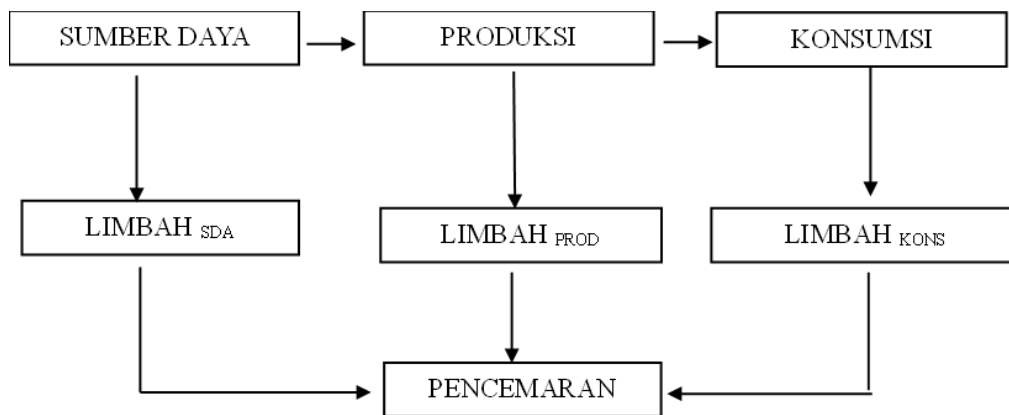 SUMBER DAYA
PRODUKSI
KONSUMSI
LIMBAH SDA
LIMBAH PROD
LIMBAH KONS
PENCEMARAN